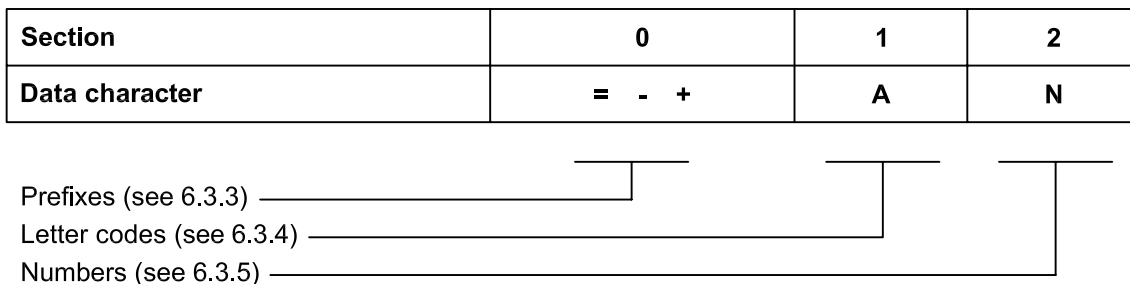 Section 0 1 2
Data character = - + A N
Prefixes (see 6.3.3)
Letter codes (see 6.3.4)
Numbers (see 6.3.5)